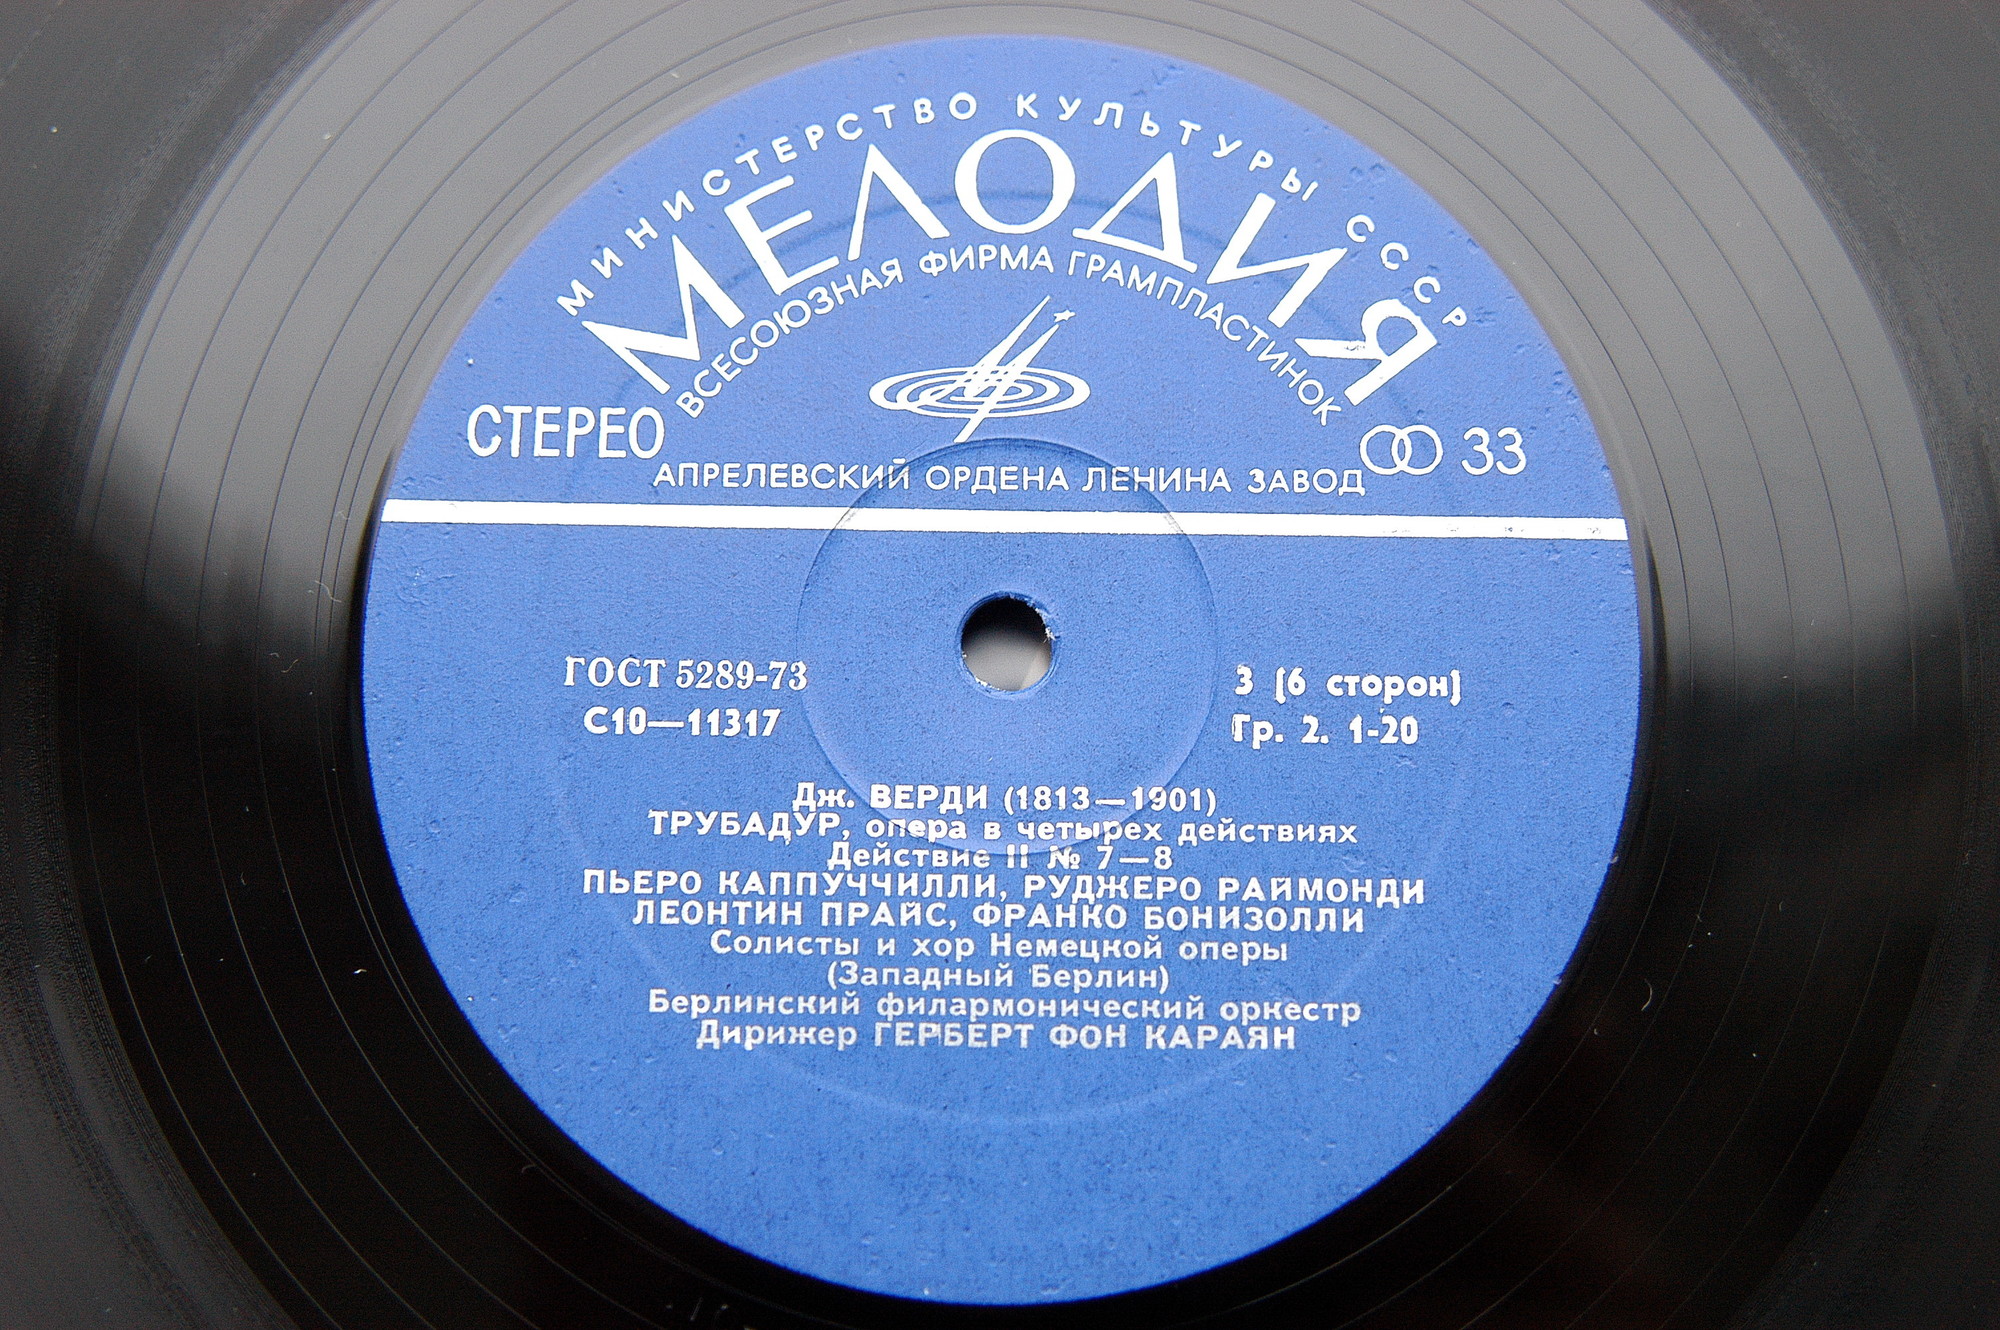 МИНИСТЕРСТВО КУЛЬТУРЫ СССР
МЕЛОДИЯ
ВСЕСОЮЗНАЯ ФИРМА ГРАМПЛАСТИНОК
СТЕРЕО
33
АПРЕЛЕВСКИЙ ОРДЕНА ЛЕНИНА ЗАВОД
ГОСТ 5289-73
3 (6 сторон)
С10—11317
Гр. 2. 1-20
Дж. ВЕРДИ (1813—1901)
ТРУБАДУР, опера в четырех действиях
Действие II № 7—8
ПЬЕРО КАППУЧЧИЛЛИ, РУДЖЕРО РАЙМОНДИ
ЛЕОНТИН ПРАЙС, ФРАНКО БОНИЗОЛЛИ
Солисты и хор Немецкой оперы
(Западный Берлин)
Берлинский филармонический оркестр
Дирижер ГЕРБЕРТ ФОН КАРАЯН